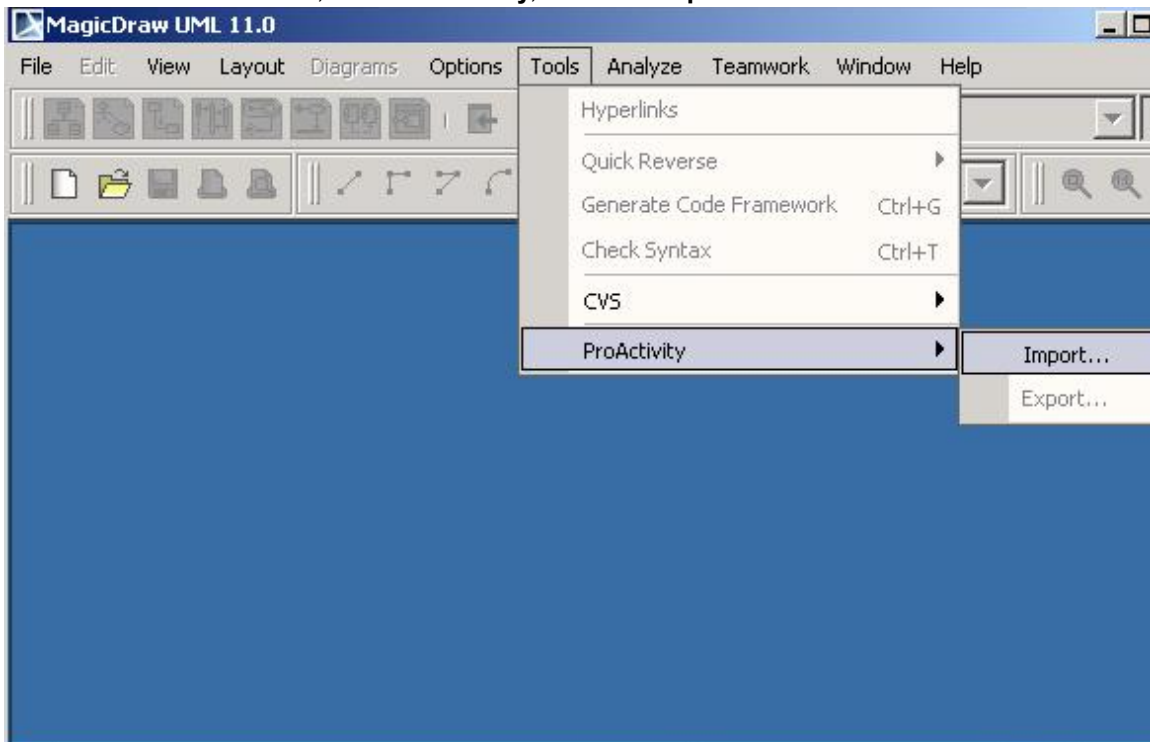 MagicDraw UML 11.0
File Edit View Layout Diagrams Options Tools Analyze Teamwork Window Help
Hyperlinks
Quick Reverse
Generate Code Framework Ctrl+G
Check Syntax Ctrl+T
CVS
ProActivity
Import...
Export...